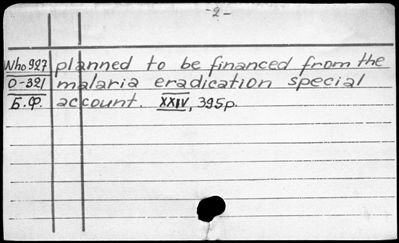 -2-
Who 927 planned to be financed from the
0-321 malaria eradication special
Б.Ф. account. XXIV, 395p.